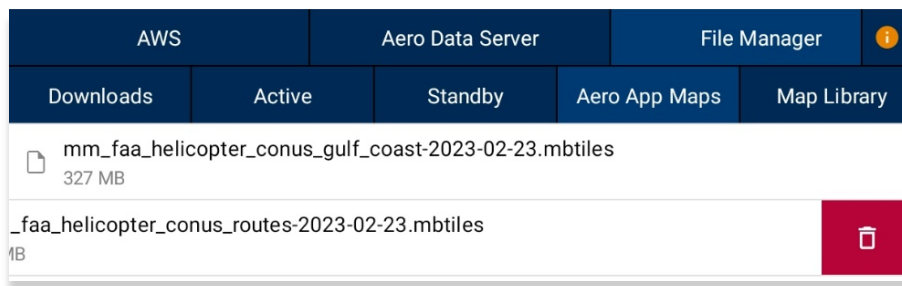 AWS Aero Data Server File Manager
Downloads Active Standby Aero App Maps Map Library
mm_faa_helicopter_conus_gulf_coast-2023-02-23.mbtiles
327 MB
_faa_helicopter_conus_routes-2023-02-23.mbtiles
MB